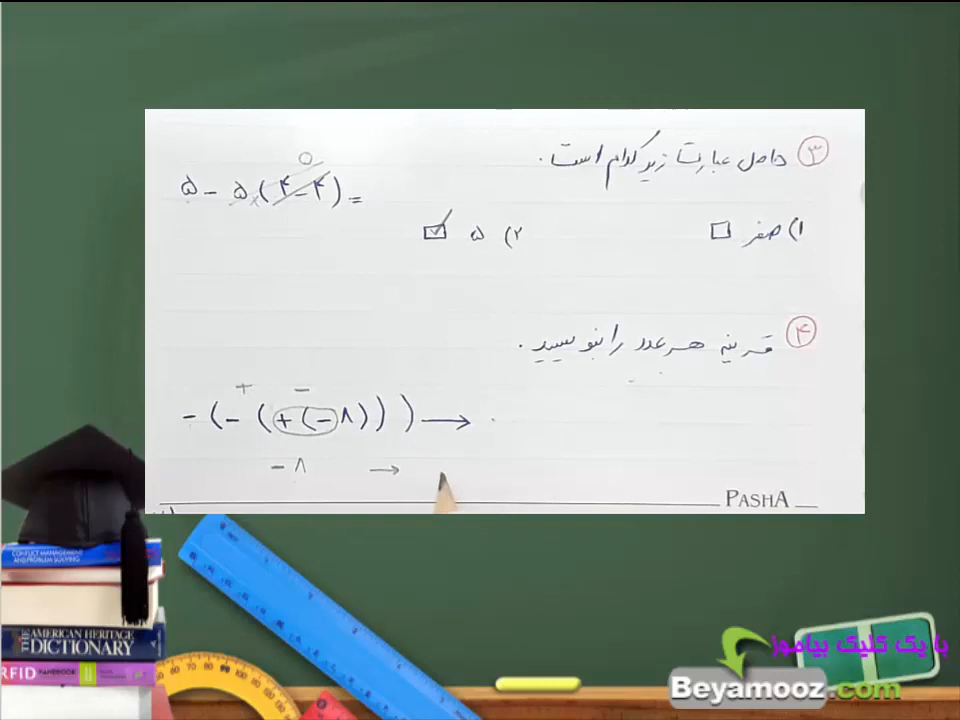 ۳ حاصل عبارت زیر کدام است.
۰
۵ - ۵ × (۴ - ۴) =
۱) صفر
۲) ۵
۴ قرینه هر عدد را بنویسید.
+ -
- (- (+ (- ۸) ) ) →
- ۸ →
PASHA
CONFLICT MANAGEMENT AND PROBLEM SOLVING
THE AMERICAN HERITAGE
DICTIONARY
RFID HANDBOOK
با یک کلیک بیاموز
Beyamooz.com